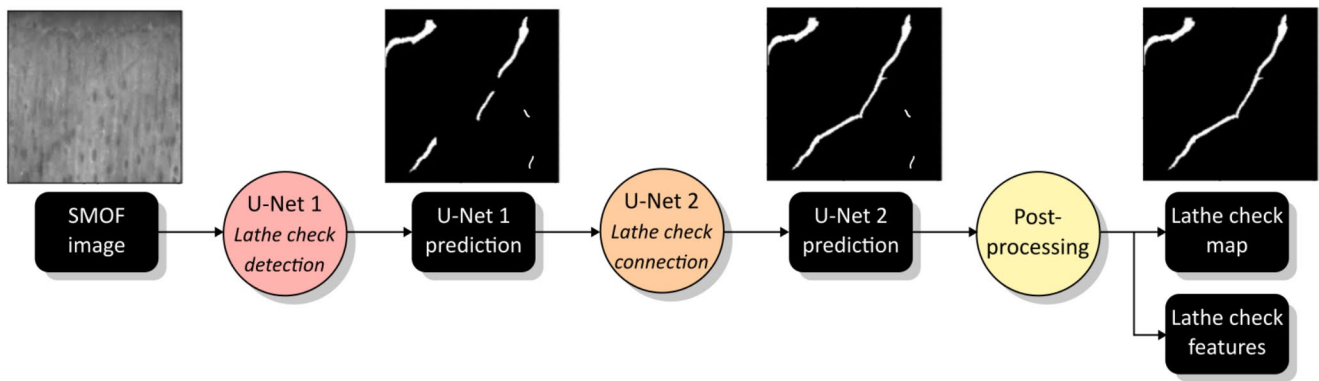 SMOF
image
U-Net 1
Lathe check
detection
U-Net 1
prediction
U-Net 2
Lathe check
connection
U-Net 2
prediction
Post-
processing
Lathe check
map
Lathe check
features